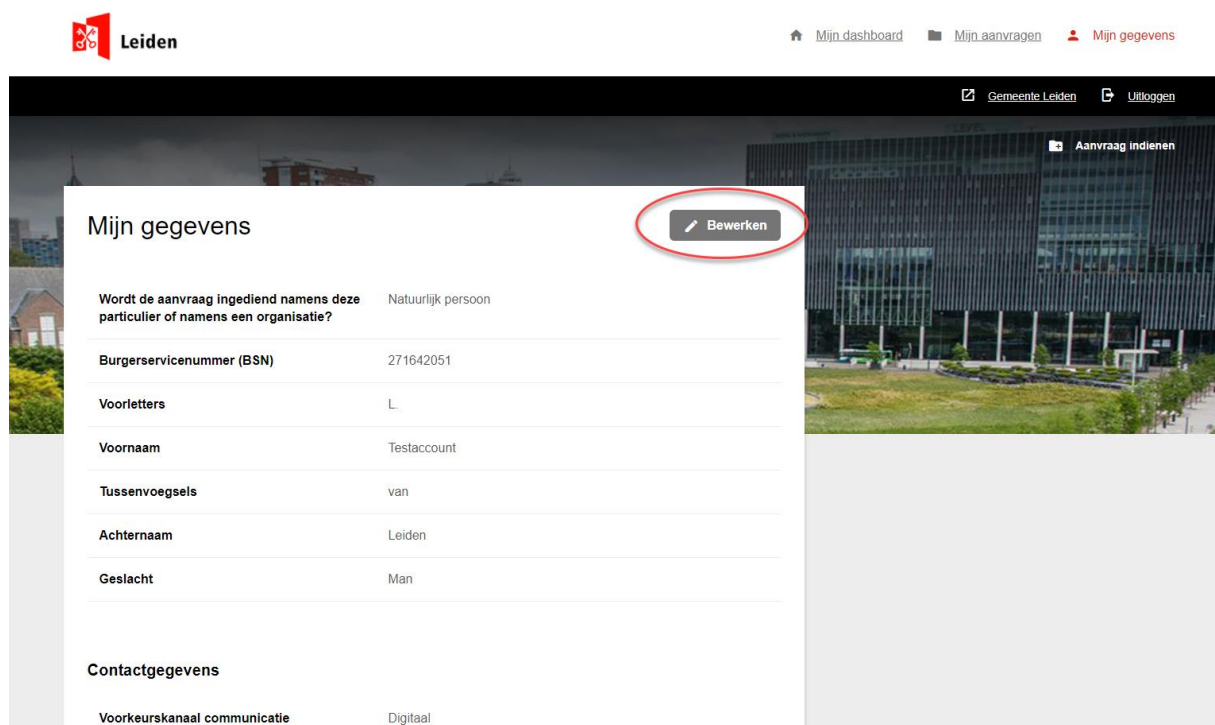 Leiden
Mijn dashboard Mijn aanvragen Mijn gegevens
Gemeente Leiden Uitloggen
Aanvraag indienen
LEVEL
Mijn gegevens
Bewerken
Wordt de aanvraag ingediend namens deze
particulier of namens een organisatie?
Natuurlijk persoon
Burgerservicenummer (BSN) 271642051
Voorletters L.
Voornaam Testaccount
Tussenvoegsels van
Achternaam Leiden
Geslacht Man
Contactgegevens
Voorkeurskanaal communicatie Digitaal